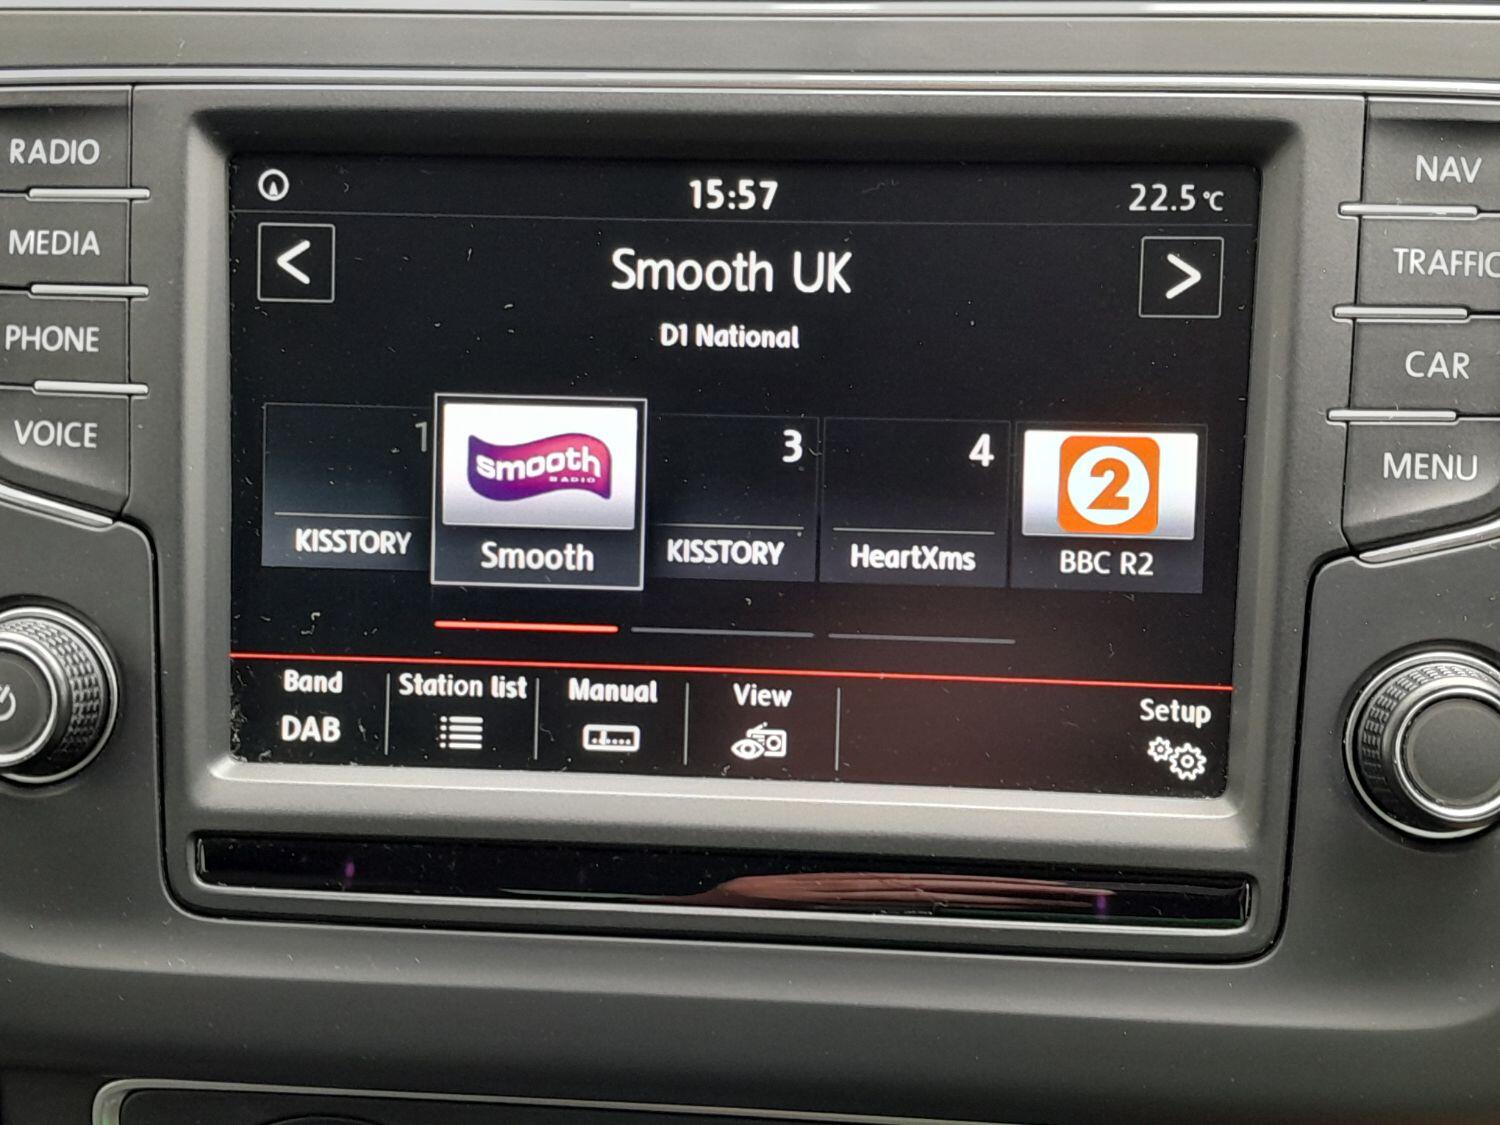 RADIO
MEDIA
PHONE
VOICE
15:57
22.5 °C
<
Smooth UK
>
D1 National
1
KISSTORY
smooth
RADIO
Smooth
3
KISSTORY
4
HeartXms
2
BBC R2
Band
DAB
Station list
Manual
View
Setup
NAV
TRAFFIC
CAR
MENU